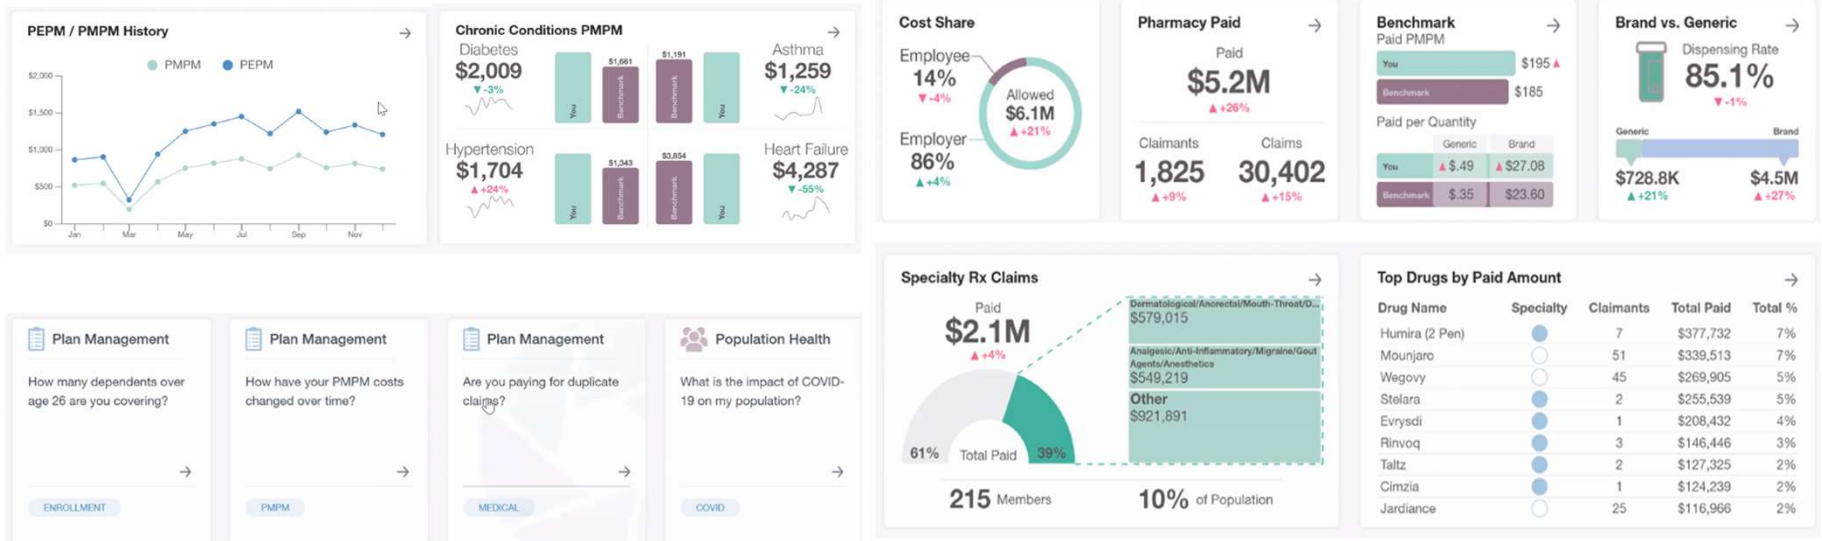 PEPM / PMPM History
PMPM
PEPM
$2,000
$1,500
$1,000
$500
$0
Jan
Mar
May
Jul
Sep
Nov
Chronic Conditions PMPM
Diabetes
$2,009
▼-3%
You
$1,661
Benchmark
$1,191
Benchmark
You
Asthma
$1,259
▼-24%
Hypertension
$1,704
▲+24%
You
$1,343
Benchmark
$3,854
Benchmark
You
Heart Failure
$4,287
▼-55%
Plan Management
How many dependents over
age 26 are you covering?
ENROLLMENT
Plan Management
How have your PMPM costs
changed over time?
PMPM
Plan Management
Are you paying for duplicate
claims?
MEDICAL
Population Health
What is the impact of COVID-
19 on my population?
COVID
Cost Share
Employee
14%
▼-4%
Employer
86%
▲+4%
Allowed
$6.1M
▲+21%
Pharmacy Paid
Paid
$5.2M
▲+26%
Claimants
1,825
▲+9%
Claims
30,402
▲+15%
Benchmark
Paid PMPM
You
$195▲
Benchmark
$185
Paid per Quantity
Generic Brand
You ▲$.49 ▲$27.08
Benchmark $.35 $23.60
Brand vs. Generic
Dispensing Rate
85.1%
▼-1%
Generic
Brand
$728.8K
▲+21%
$4.5M
▲+27%
Specialty Rx Claims
Paid
$2.1M
▲+4%
61%
Total Paid
39%
Dermatological/Anorectal/Mouth-Throat/D...
$579,015
Analgesic/Anti-Inflammatory/Migraine/Gout
Agents/Anesthetics
$549,219
Other
$921,891
215 Members
10% of Population
Top Drugs by Paid Amount
Drug Name Specialty Claimants Total Paid Total %
Humira (2 Pen) 7 $377,732 7%
Mounjaro 51 $339,513 7%
Wegovy 45 $269,905 5%
Stelara 2 $255,539 5%
Evrysdi 1 $208,432 4%
Rinvoq 3 $146,446 3%
Taltz 2 $127,325 2%
Cimzia 1 $124,239 2%
Jardiance 25 $116,966 2%